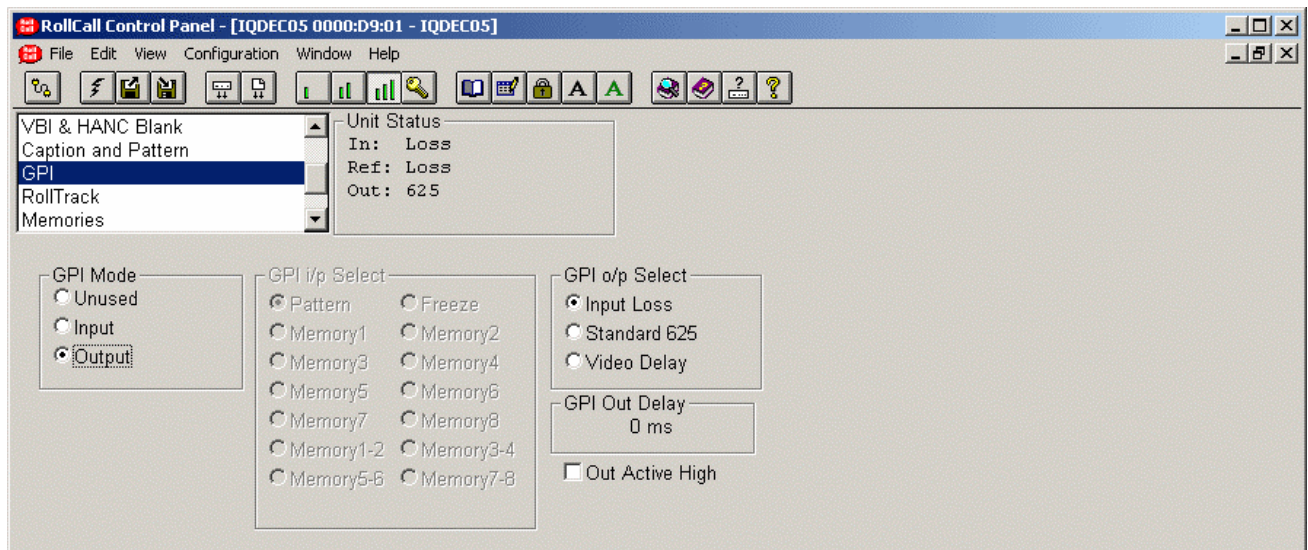 RollCall Control Panel - [IQDEC05 0000:D9:01 - IQDEC05]
File Edit View Configuration Window Help
A A ? ?
VBI & HANC Blank
Caption and Pattern
GPI
RollTrack
Memories
Unit Status
In: Loss
Ref: Loss
Out: 625
GPI Mode
Unused
Input
Output
GPI i/p Select
Pattern Freeze
Memory1 Memory2
Memory3 Memory4
Memory5 Memory6
Memory7 Memory8
Memory1-2 Memory3-4
Memory5-6 Memory7-8
GPI o/p Select
Input Loss
Standard 625
Video Delay
GPI Out Delay
0 ms
Out Active High